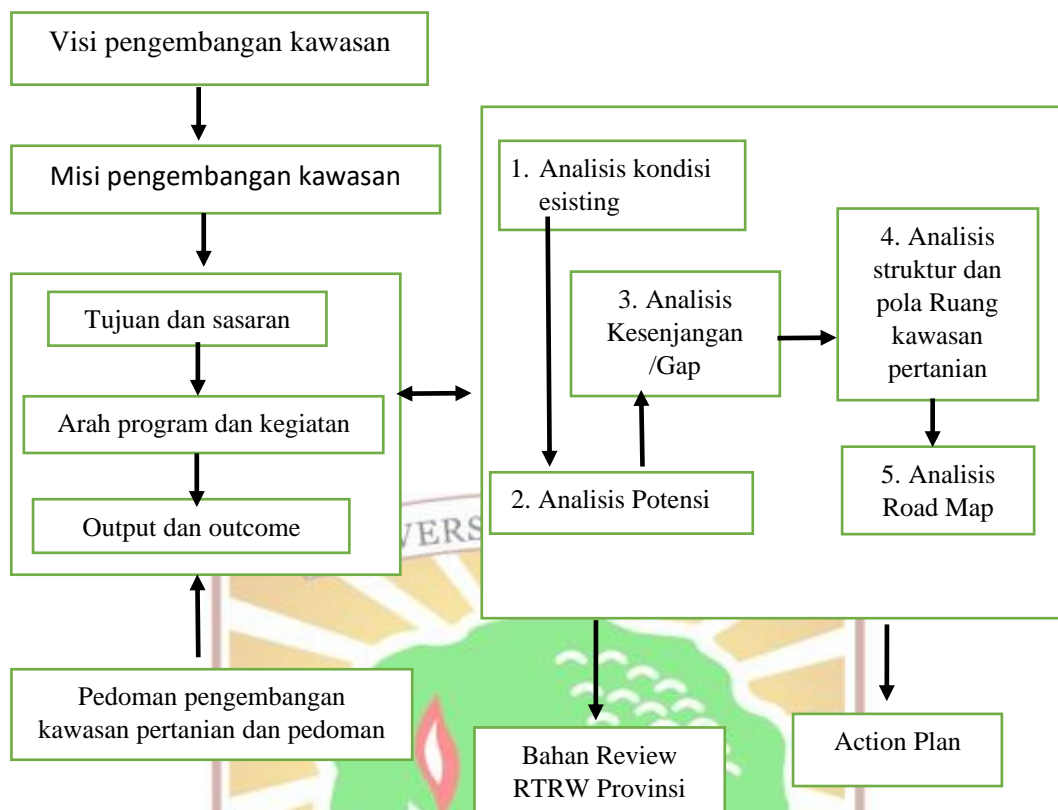 Visi pengembangan kawasan
Misi pengembangan kawasan
Tujuan dan sasaran
Arah program dan kegiatan
Output dan outcome
Pedoman pengembangan
kawasan pertanian dan pedoman
1. Analisis kondisi
esisting
2. Analisis Potensi
3. Analisis
Kesenjangan
/Gap
4. Analisis
struktur dan
pola Ruang
kawasan
pertanian
5. Analisis
Road Map
Bahan Review
RTRW Provinsi
Action Plan